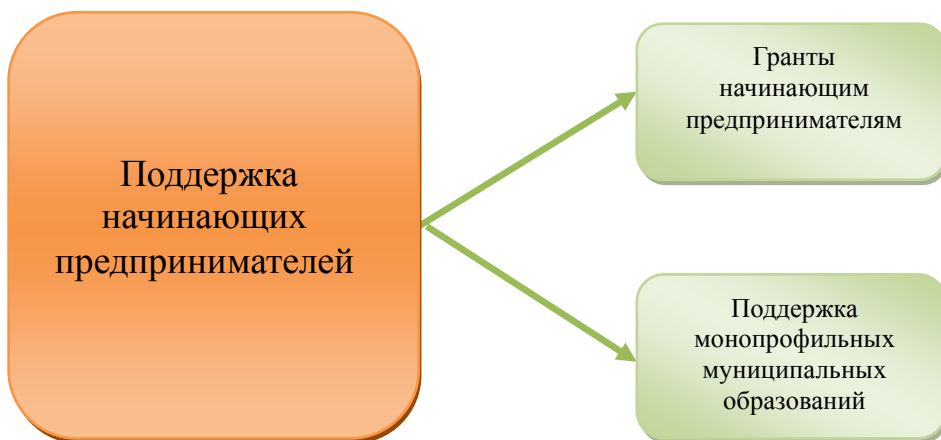 Поддержка
начинающих
предпринимателей
Гранты
начинающим
предпринимателям
Поддержка
монопрофильных
муниципальных
образований